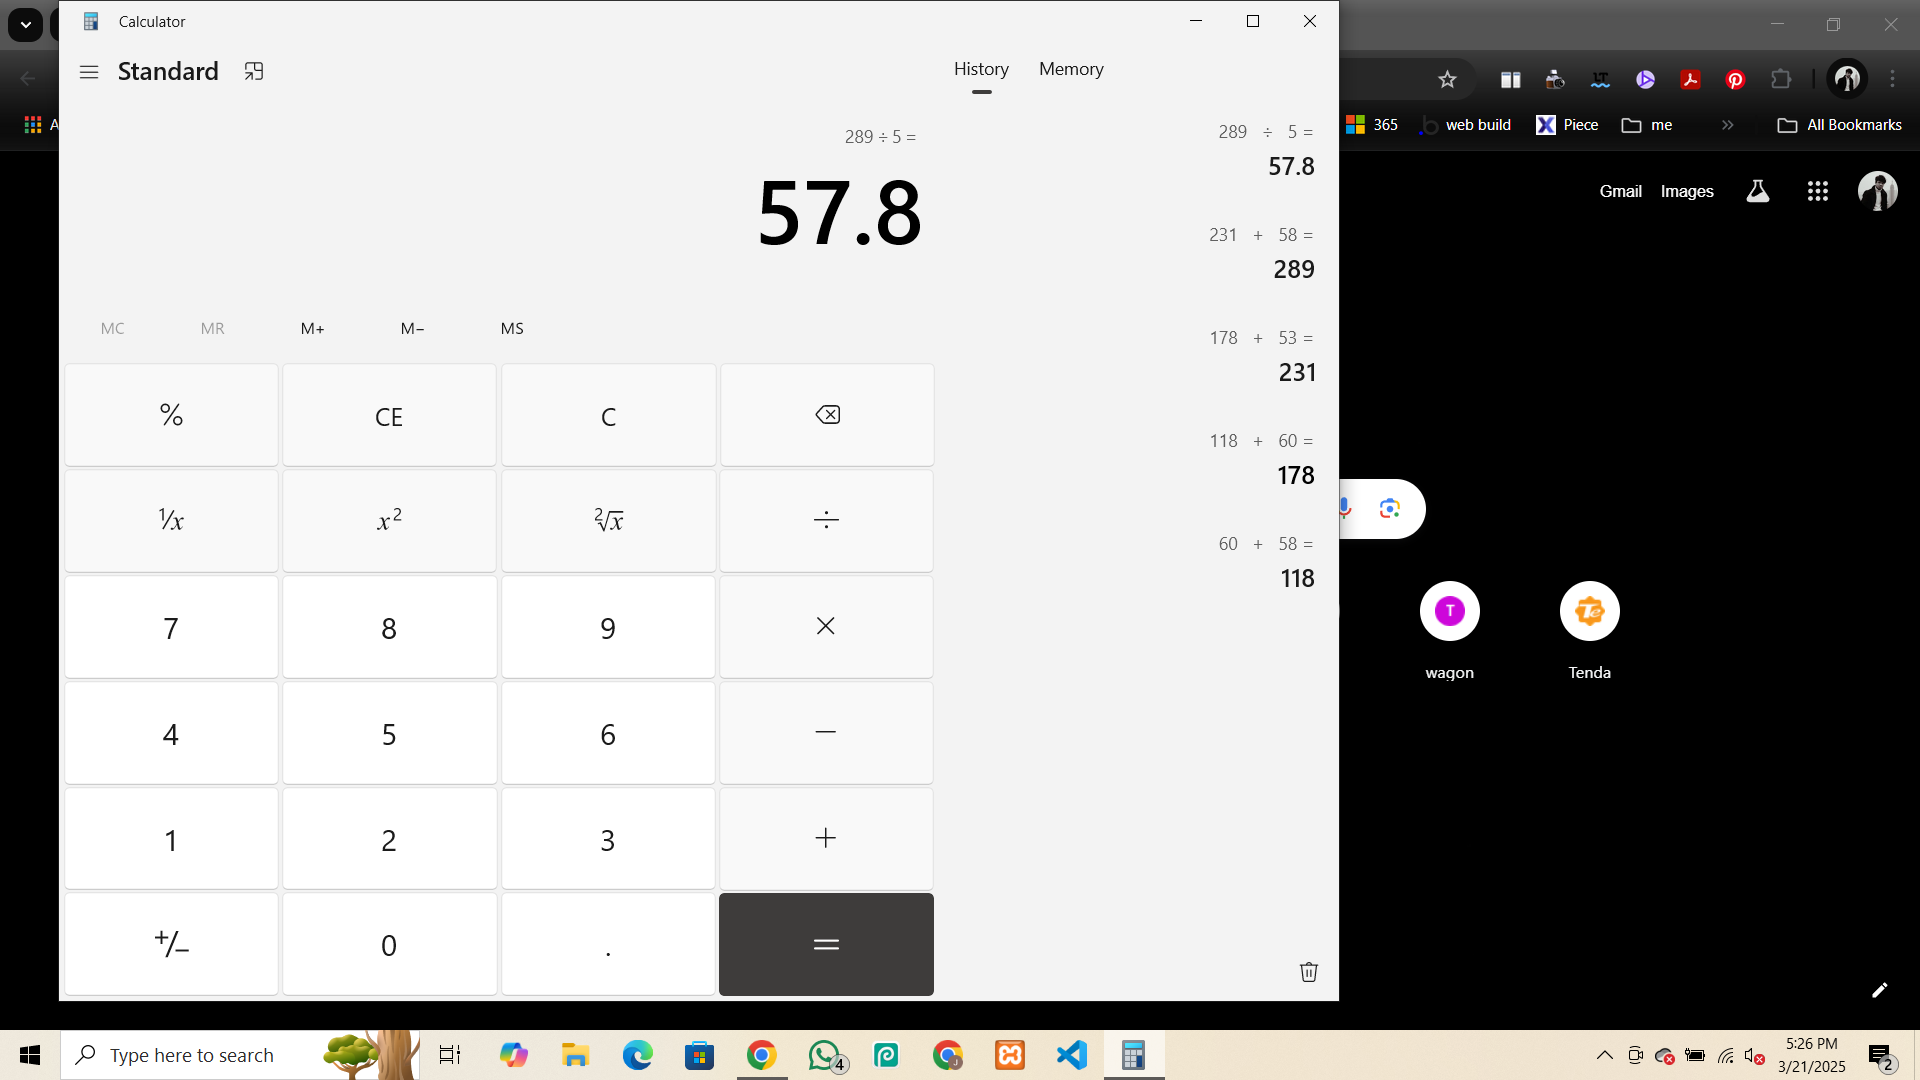 Calculator
Standard
History
Memory
289 ÷ 5 =
57.8
289 ÷ 5 =
57.8
231 + 58 =
289
178 + 53 =
231
118 + 60 =
178
60 + 58 =
118
MC MR M+ M− MS
% CE C
¹⁄x x² ²√x ÷
7 8 9 ×
4 5 6 −
1 2 3 +
+/− 0 . =
A
365
web build
Piece
me
All Bookmarks
Gmail Images
T
wagon
Te
Tenda
Type here to search
4
J
5:26 PM
3/21/2025
2